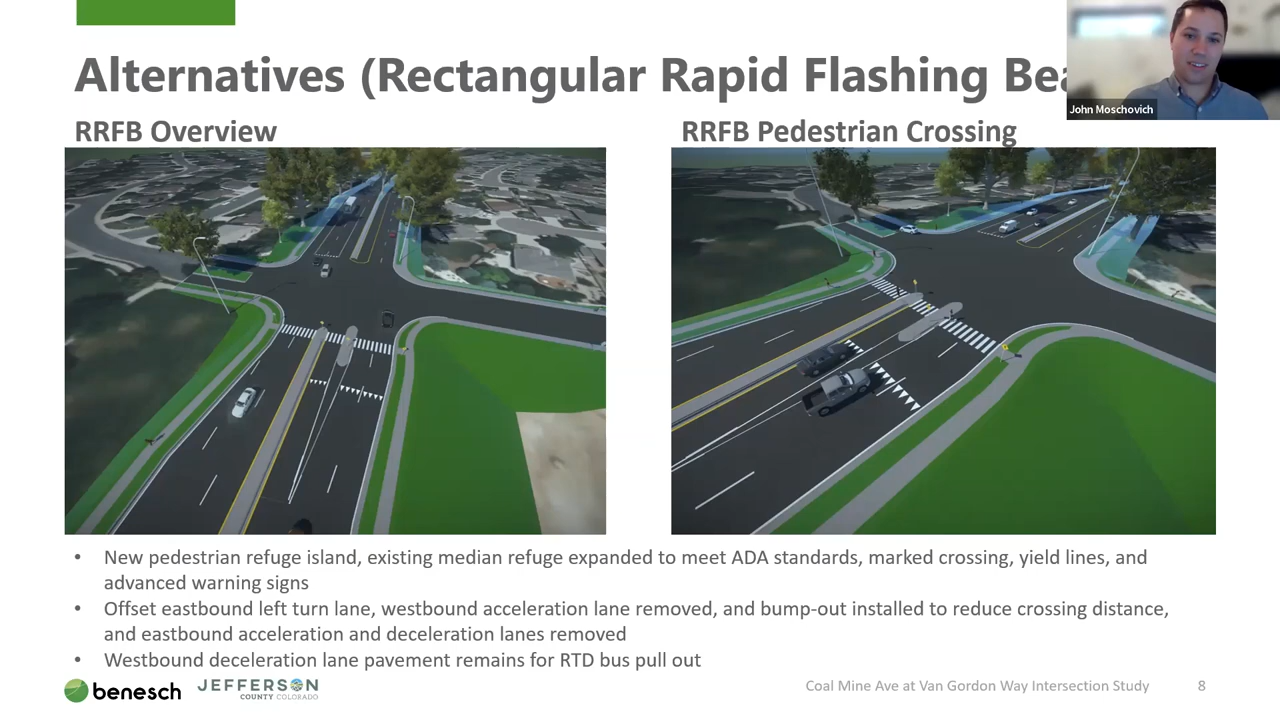 Alternatives (Rectangular Rapid Flashing
John Moschovich
RRFB Overview
RRFB Pedestrian Crossing
• New pedestrian refuge island, existing median refuge expanded to meet ADA standards, marked crossing, yield lines, and
advanced warning signs
• Offset eastbound left turn lane, westbound acceleration lane removed, and bump-out installed to reduce crossing distance,
and eastbound acceleration and deceleration lanes removed
• Westbound deceleration lane pavement remains for RTD bus pull out
benesch
JEFFERSON
COUNTY COLORADO
Coal Mine Ave at Van Gordon Way Intersection Study
8